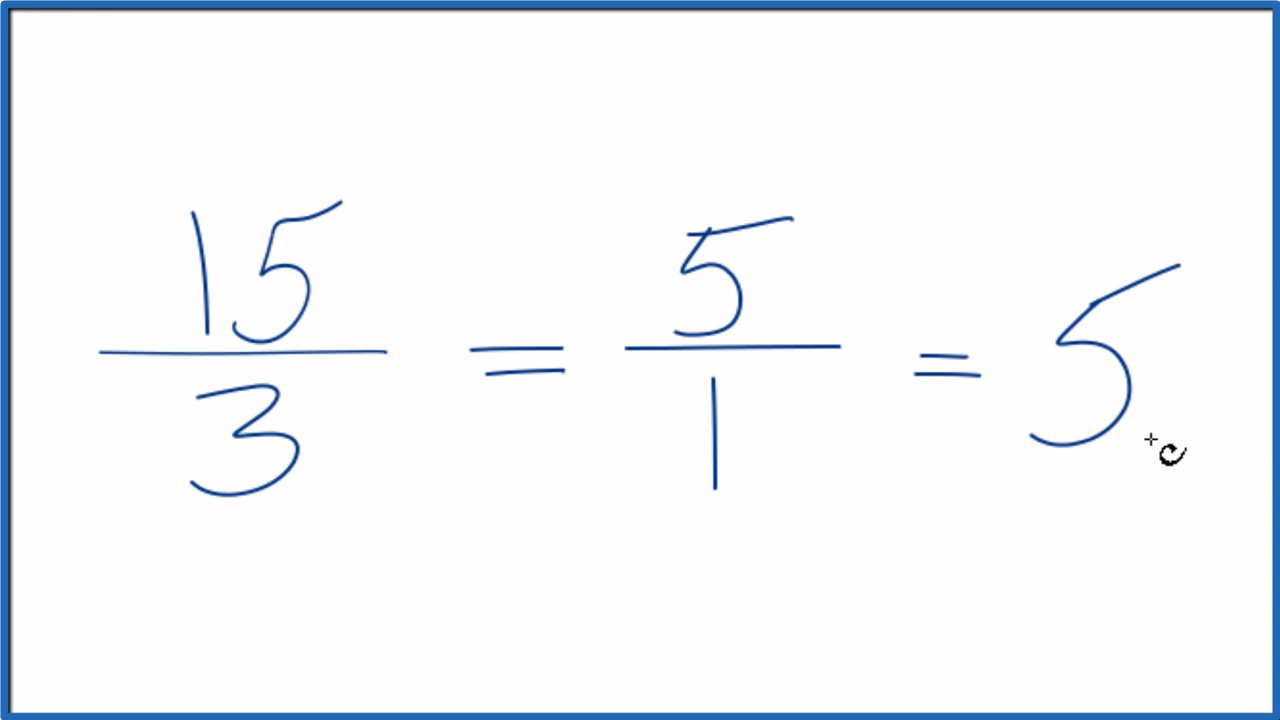 15/3 = 5/1 = 5